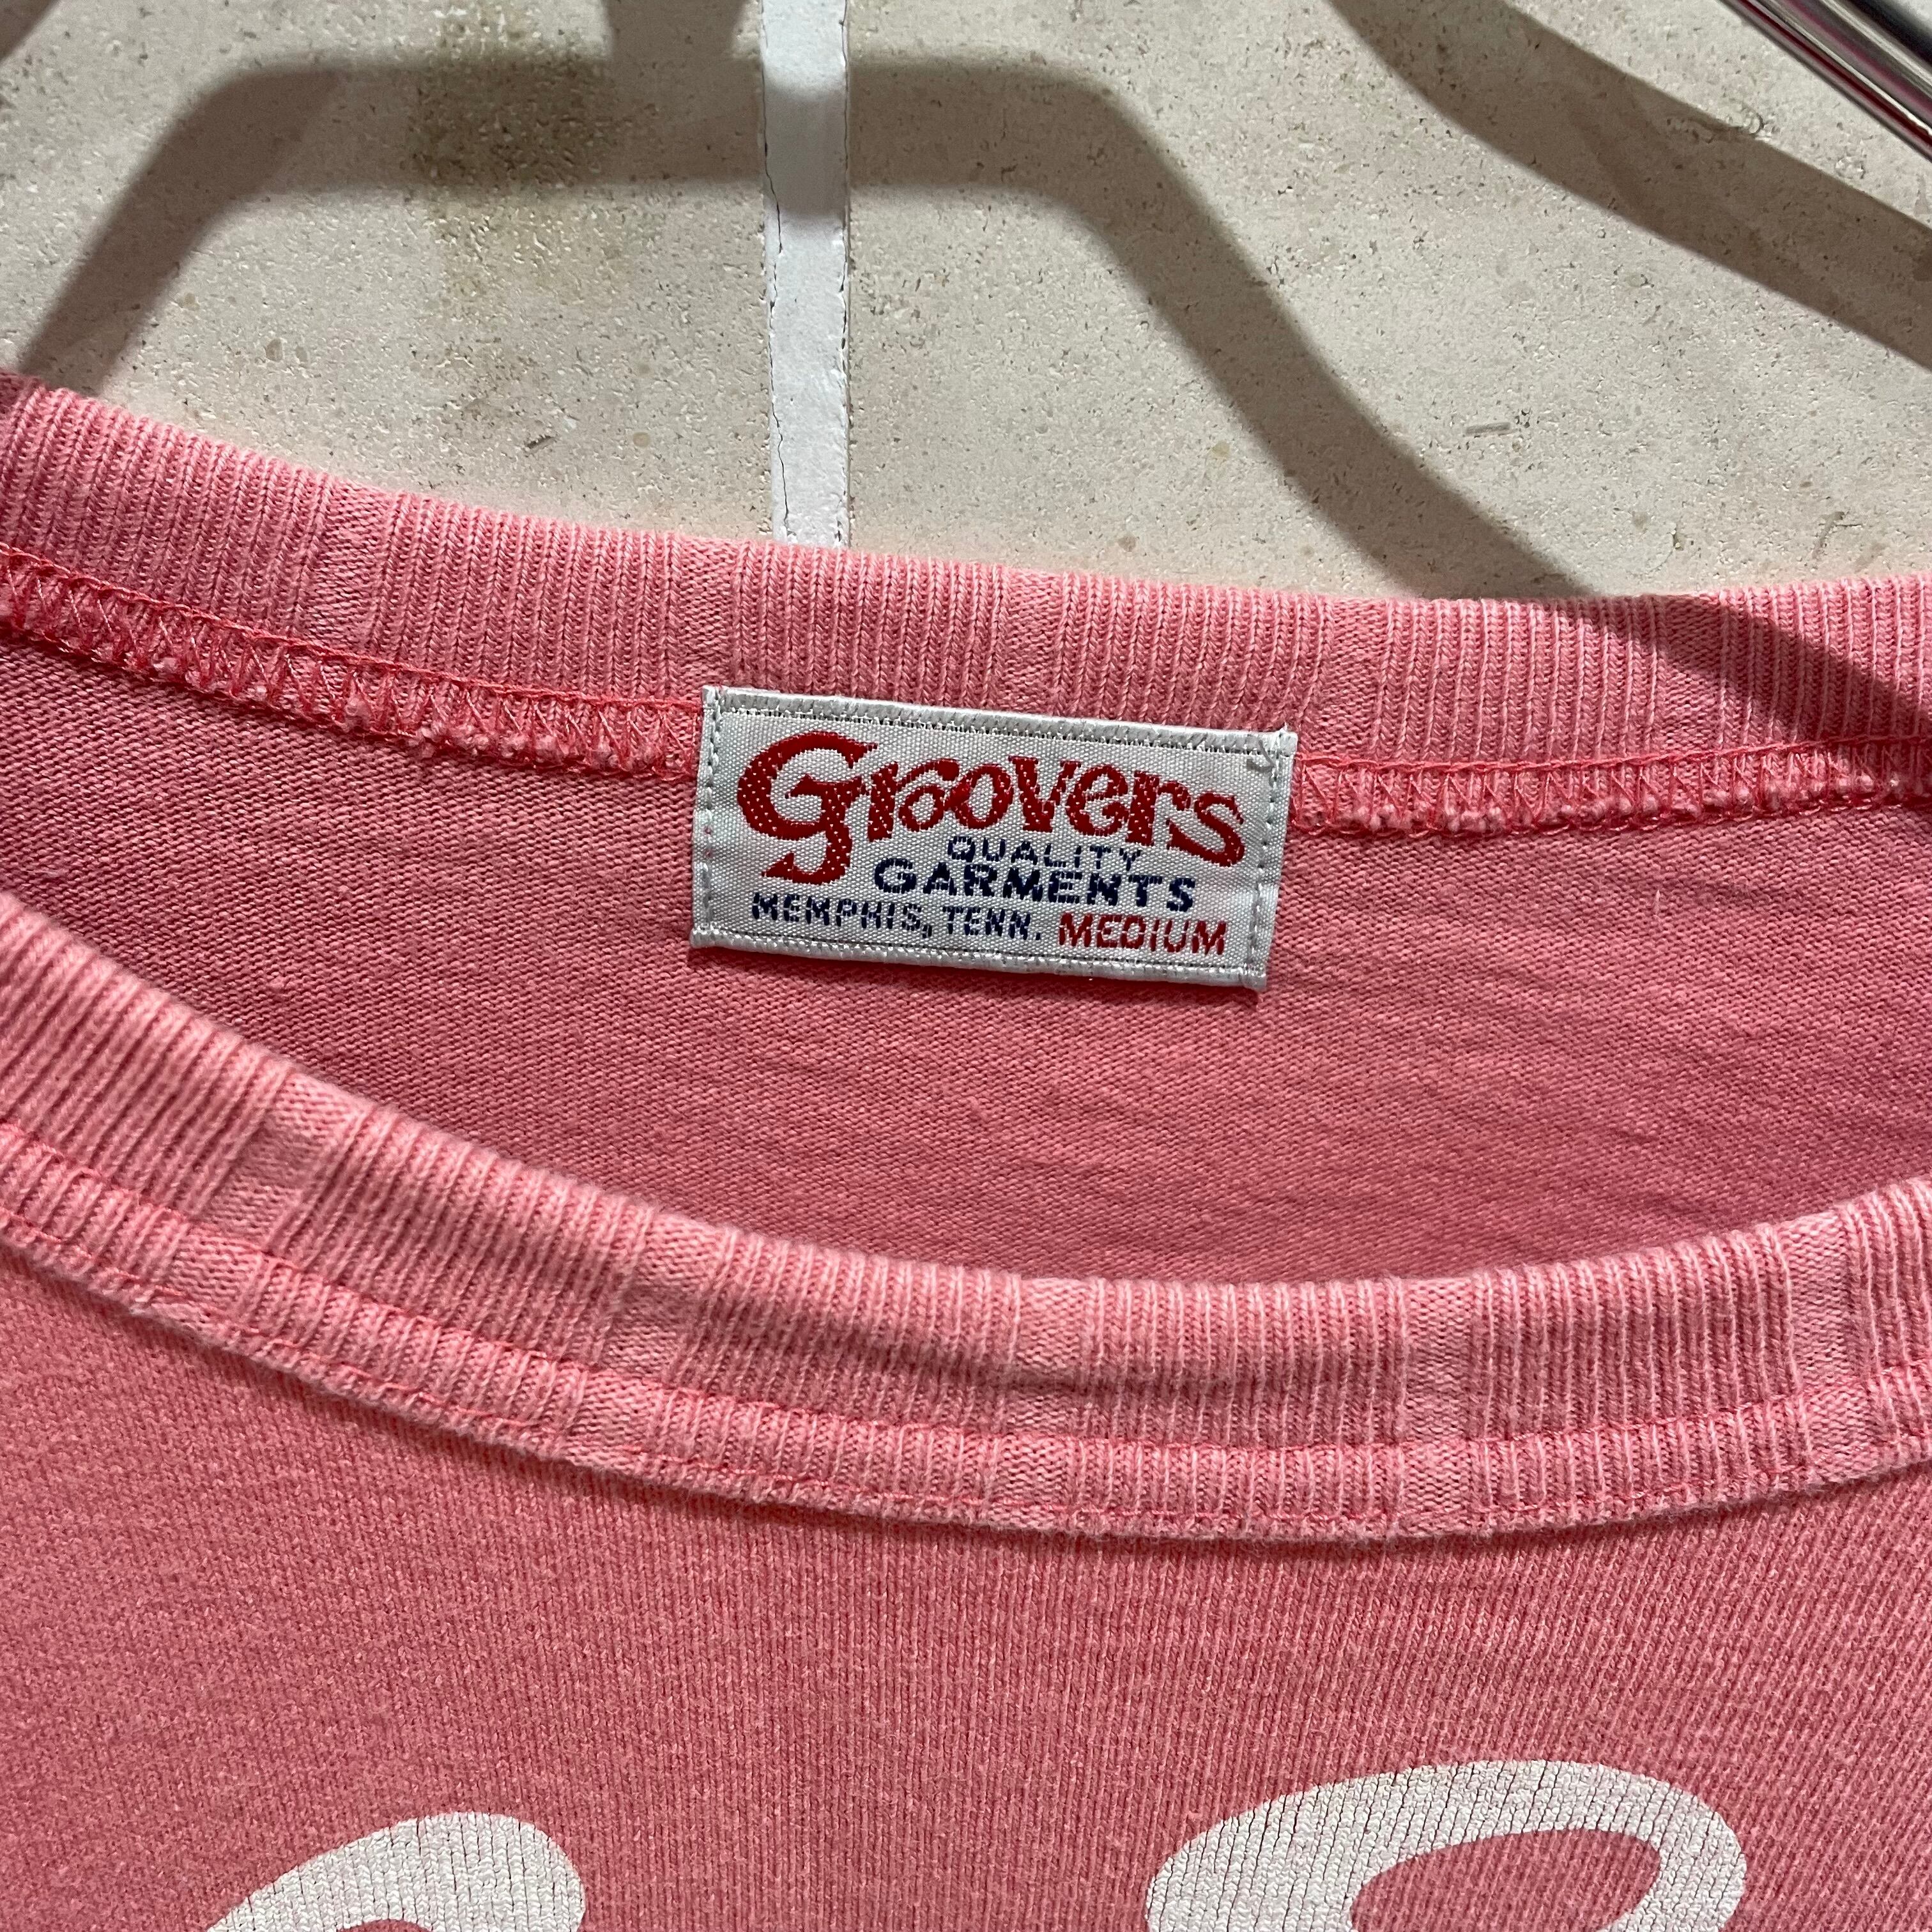 Groovers
QUALITY
GARMENTS
MEMPHIS, TENN. MEDIUM